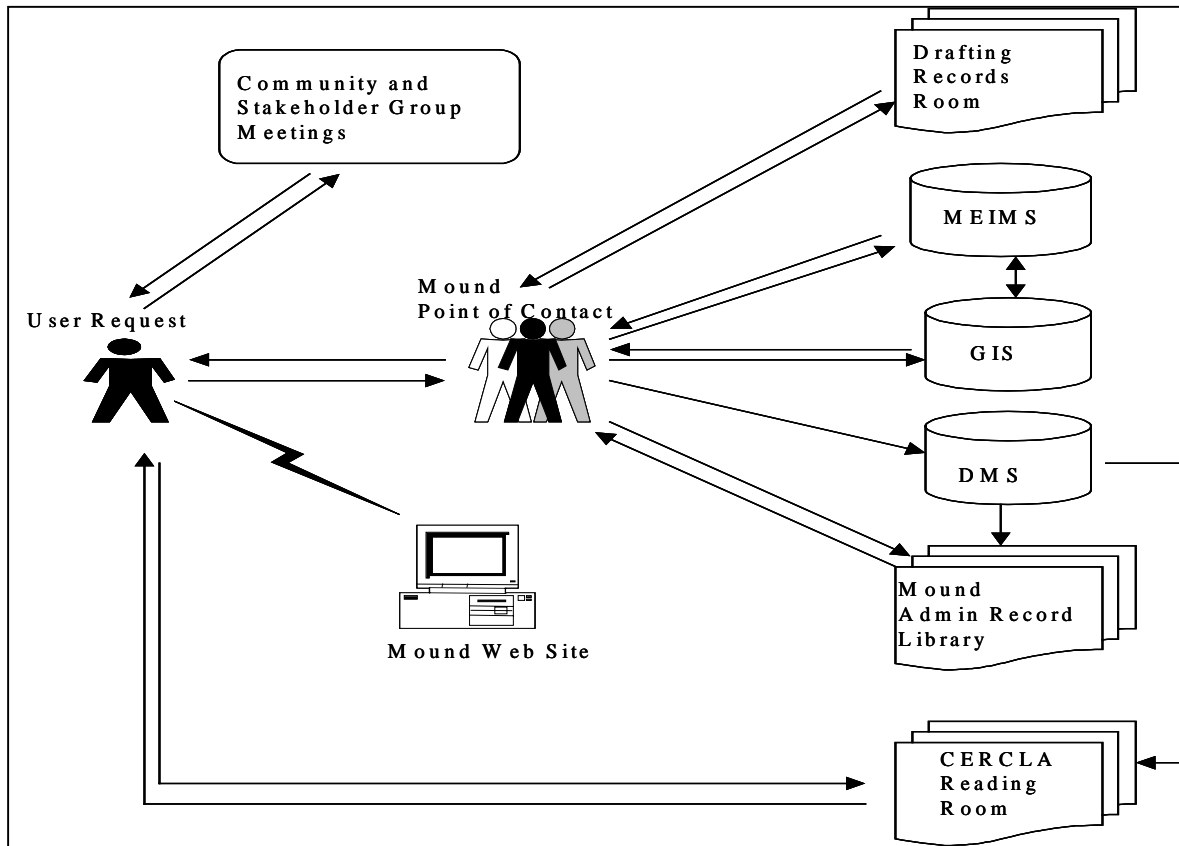 Community and
Stakeholder Group
Meetings
Drafting
Records
Room
MEIMS
Mound
Point of Contact
User Request
GIS
DMS
Mound
Admin Record
Library
Mound Web Site
CERCLA
Reading
Room